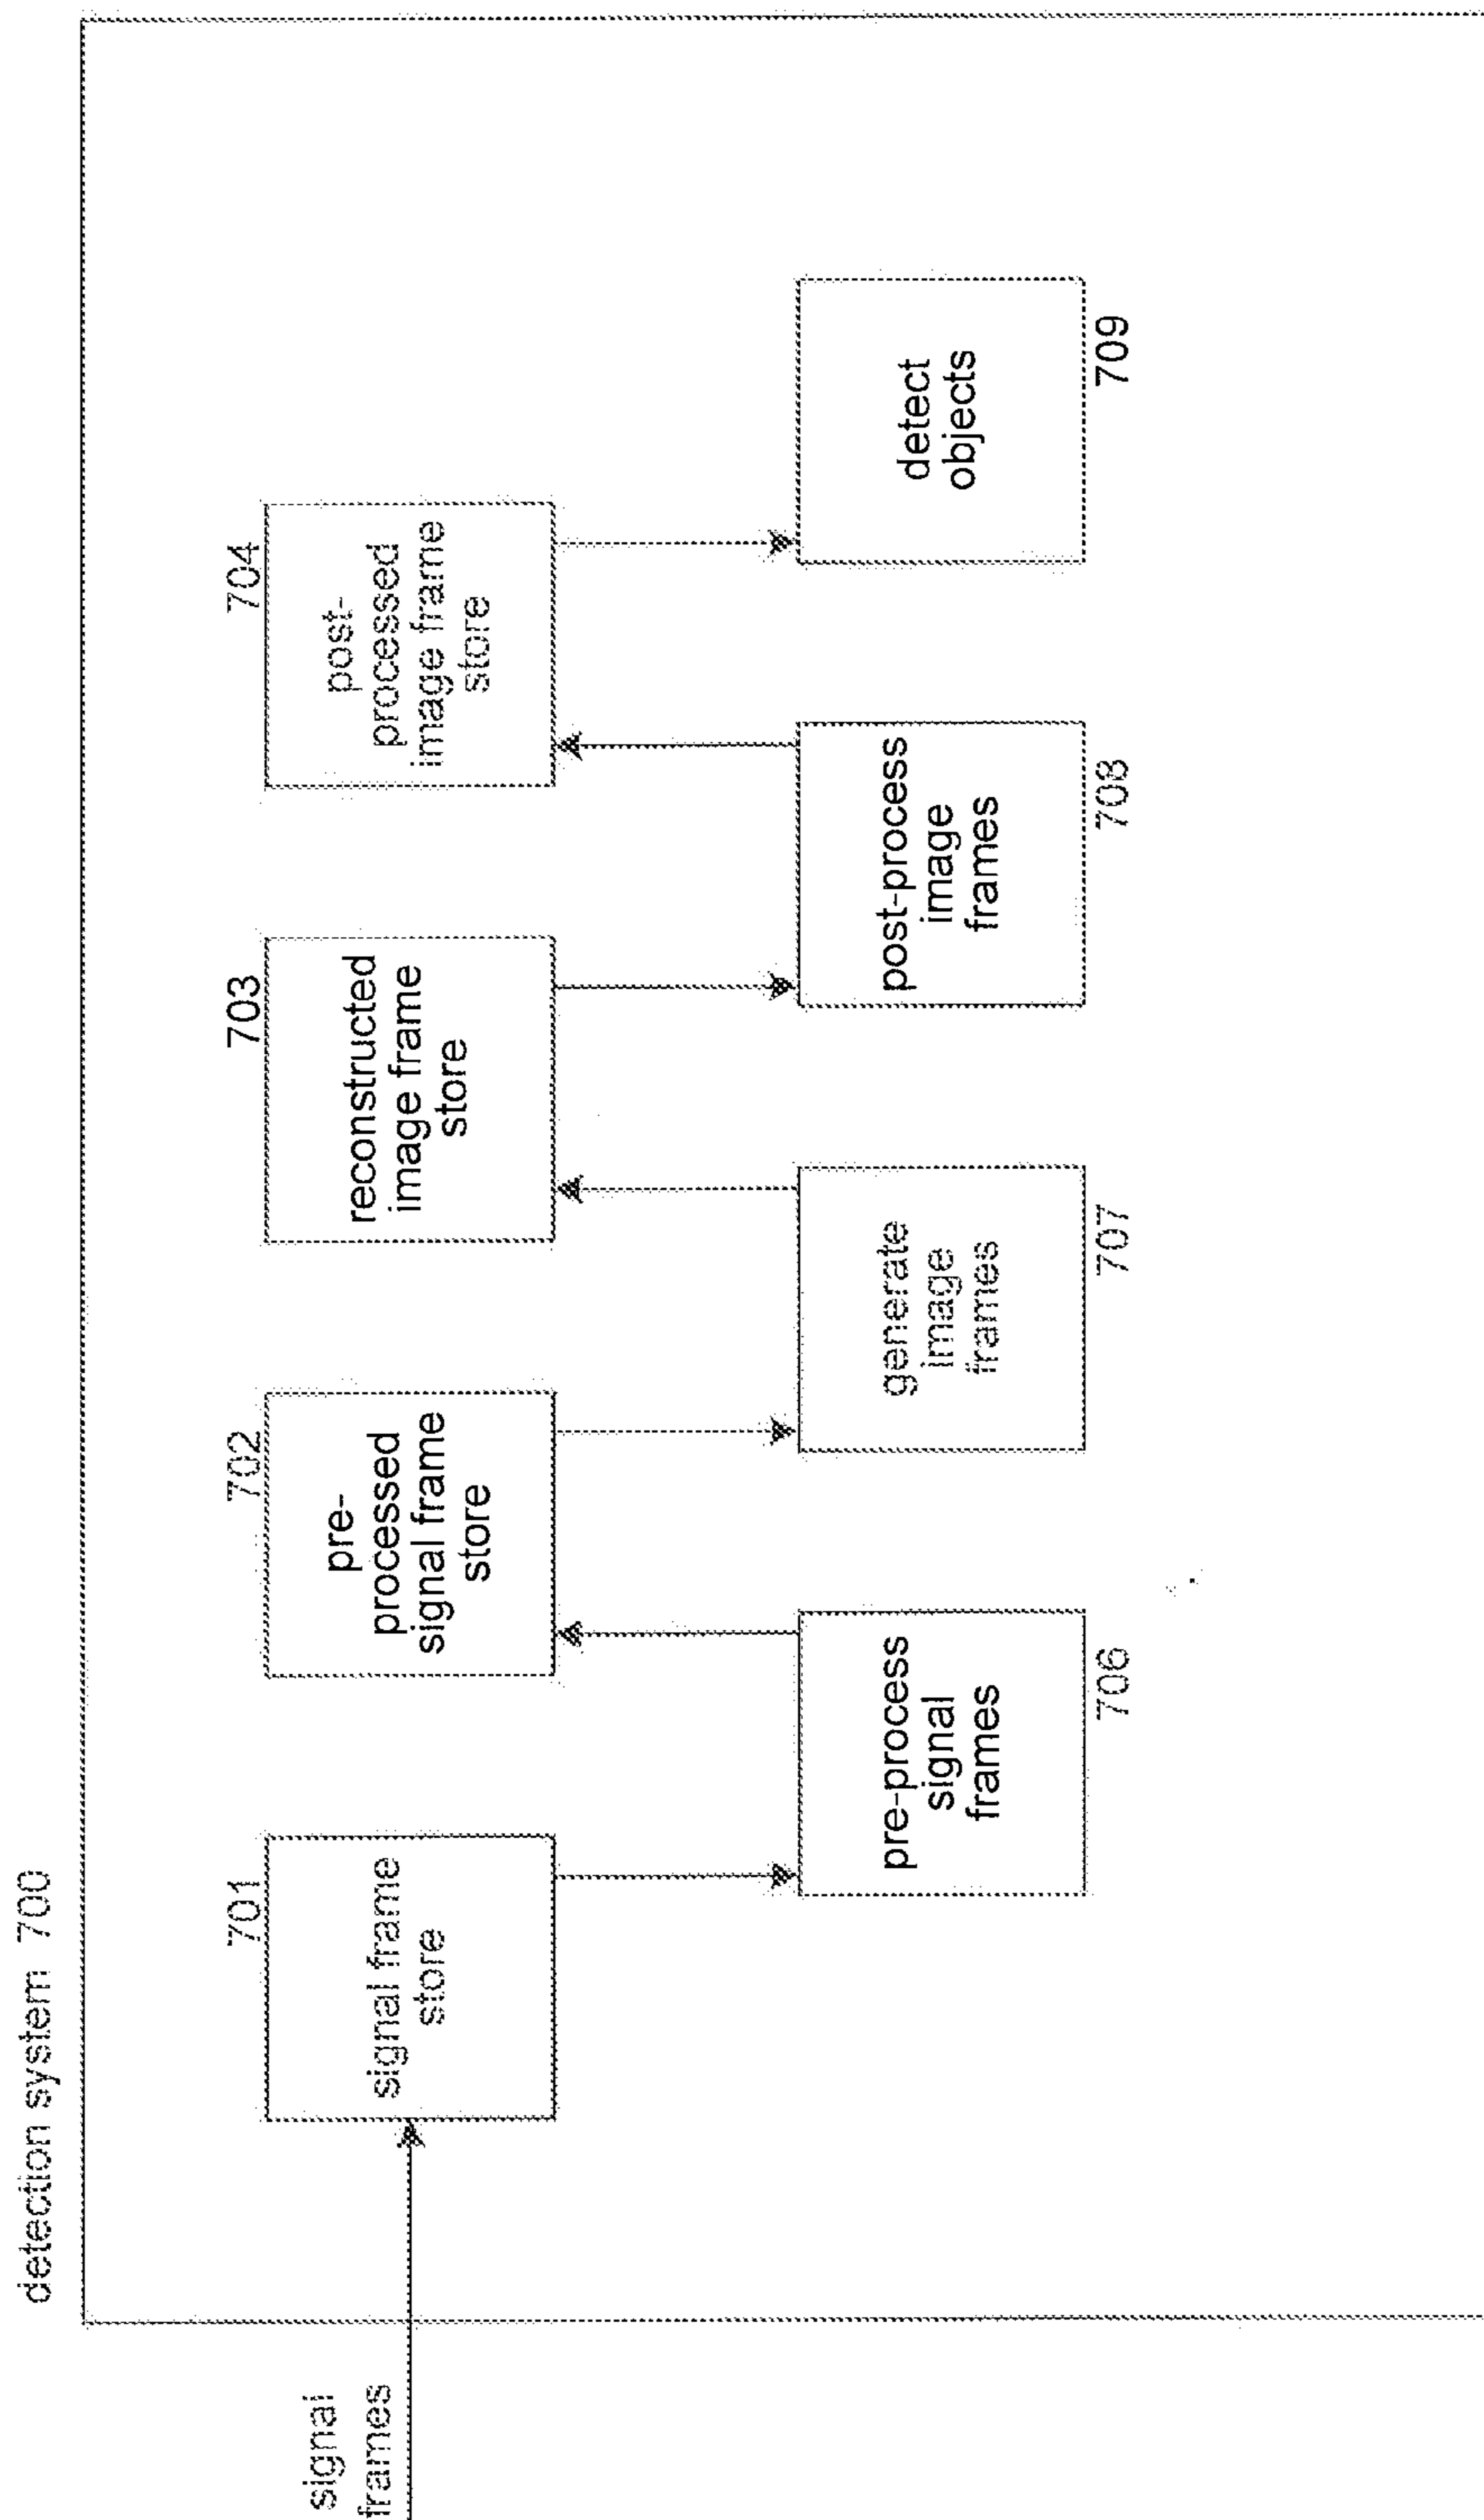 detection system 700
signal
frames
701
signal frame
store
702
pre-
processed
signal frame
store
703
reconstructed
image frame
store
704
post-
processed
image frame
store
pre-process
signal
frames
706
generate
image
frames
707
post-process
image
frames
708
detect
objects
709